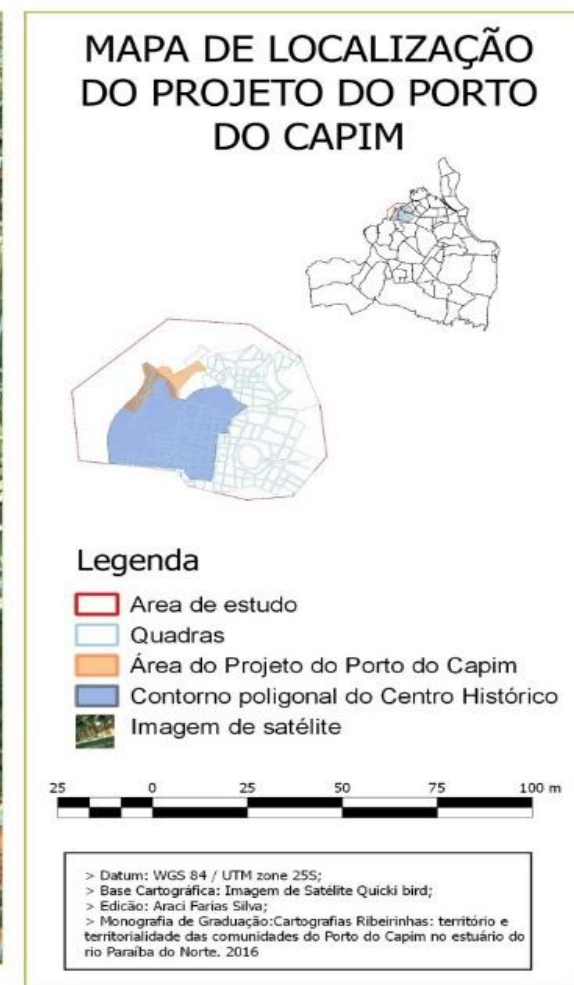 MAPA DE LOCALIZAÇÃO
DO PROJETO DO PORTO
DO CAPIM
Legenda
Area de estudo
Quadras
Área do Projeto do Porto do Capim
Contorno poligonal do Centro Histórico
Imagem de satélite
25 0 25 50 75 100 m
> Datum: WGS 84 / UTM zone 25S;
> Base Cartográfica: Imagem de Satélite Quicki bird;
> Edicão: Araci Farias Silva;
> Monografia de Graduação:Cartografias Ribeirinhas: território e
territorialidade das comunidades do Porto do Capim no estuário do
rio Paraíba do Norte. 2016